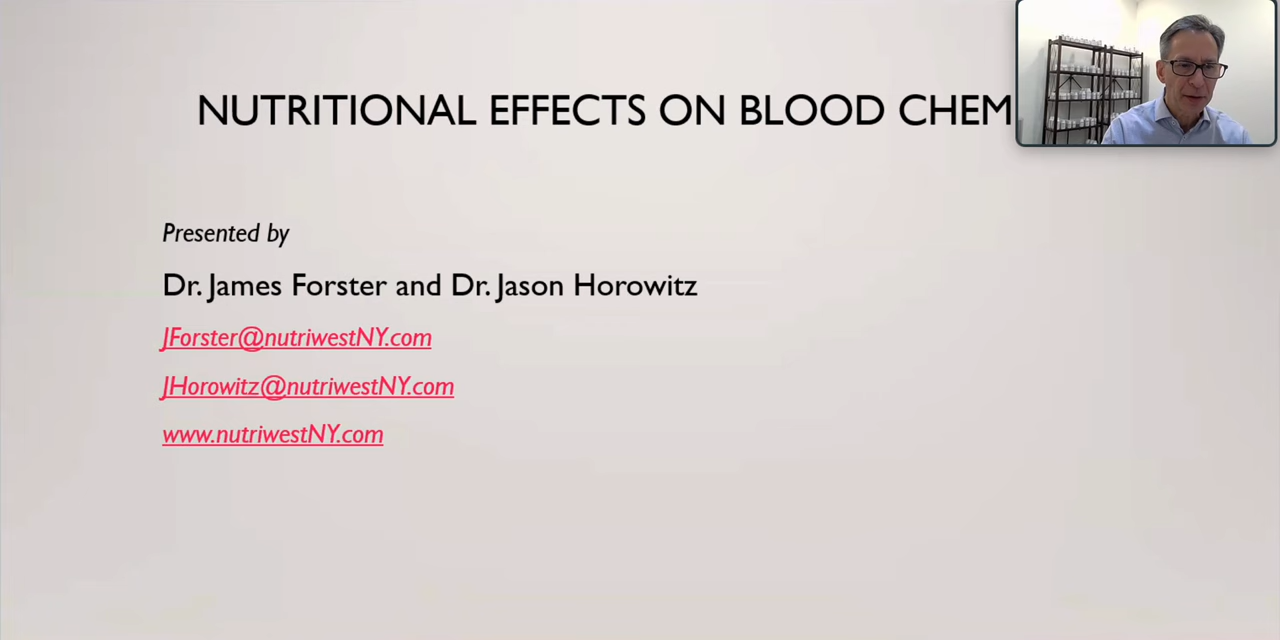 NUTRITIONAL EFFECTS ON BLOOD CHEM
Presented by
Dr. James Forster and Dr. Jason Horowitz
JForster@nutriwestNY.com
JHorowitz@nutriwestNY.com
www.nutriwestNY.com